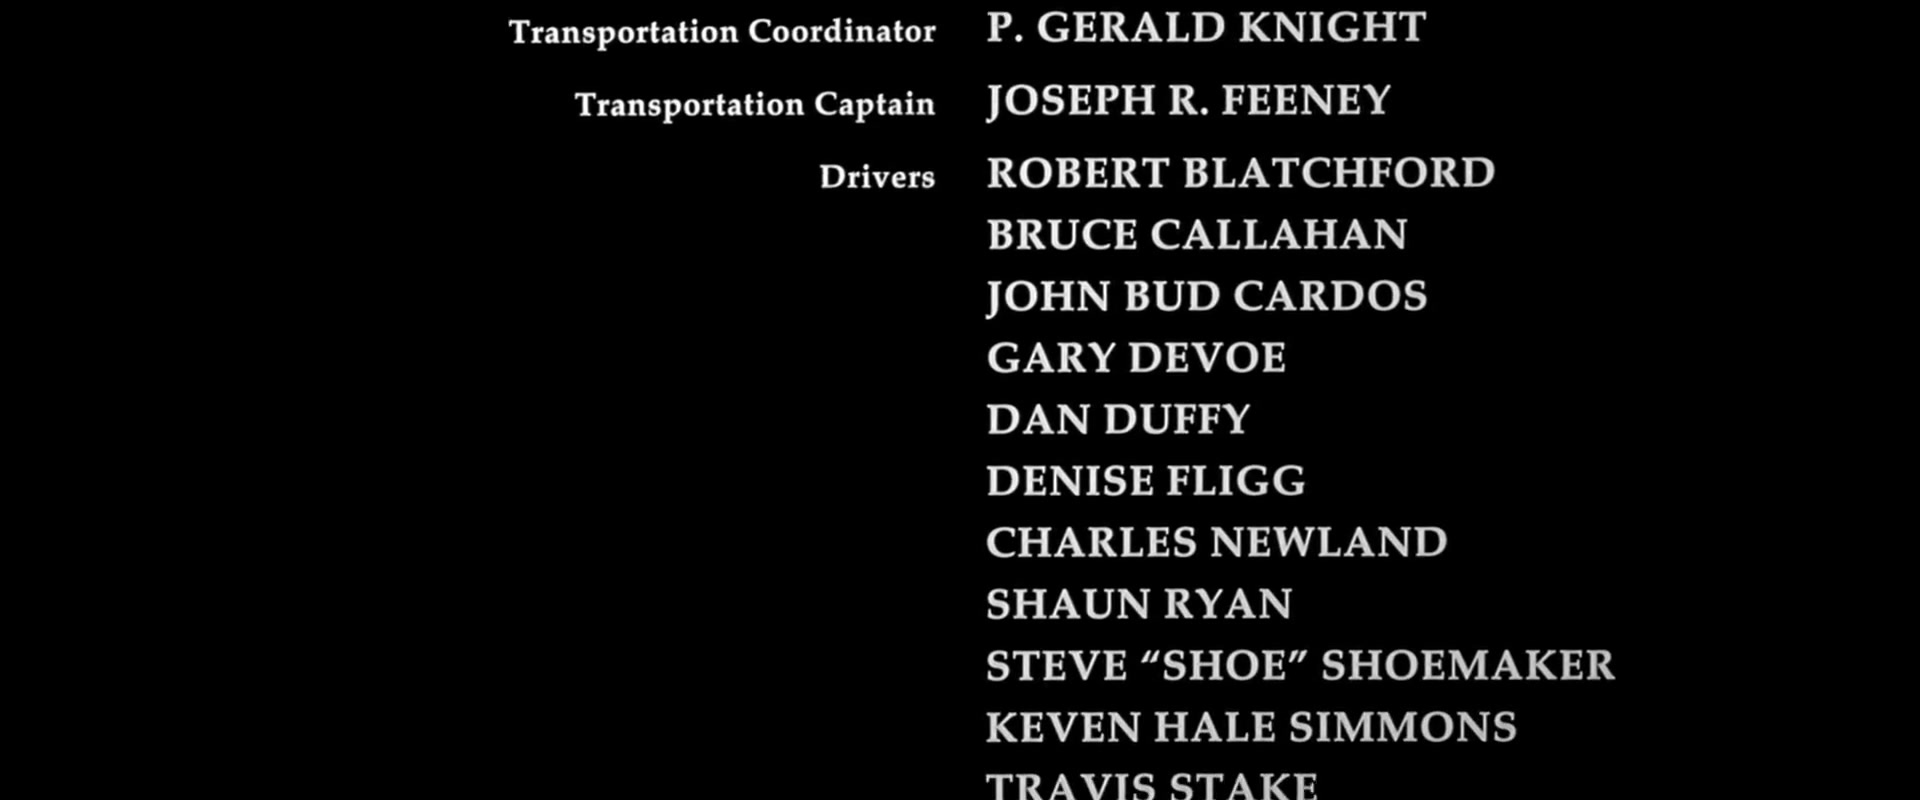 Transportation Coordinator P. GERALD KNIGHT
Transportation Captain JOSEPH R. FEENEY
Drivers ROBERT BLATCHFORD
BRUCE CALLAHAN
JOHN BUD CARDOS
GARY DEVOE
DAN DUFFY
DENISE FLIGG
CHARLES NEWLAND
SHAUN RYAN
STEVE “SHOE” SHOEMAKER
KEVEN HALE SIMMONS
TRAVIS STAKE